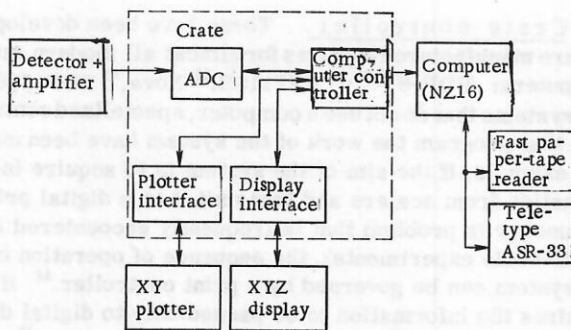 Crate
Detector +
amplifier
ADC
Comp-
uter con-
troller
Comp.
(NZ16)
Fast pa-
per-tape
reader
Plotter
interface
Display
interface
Tele-
type
ASR-33
XY
plotter
XYZ
display